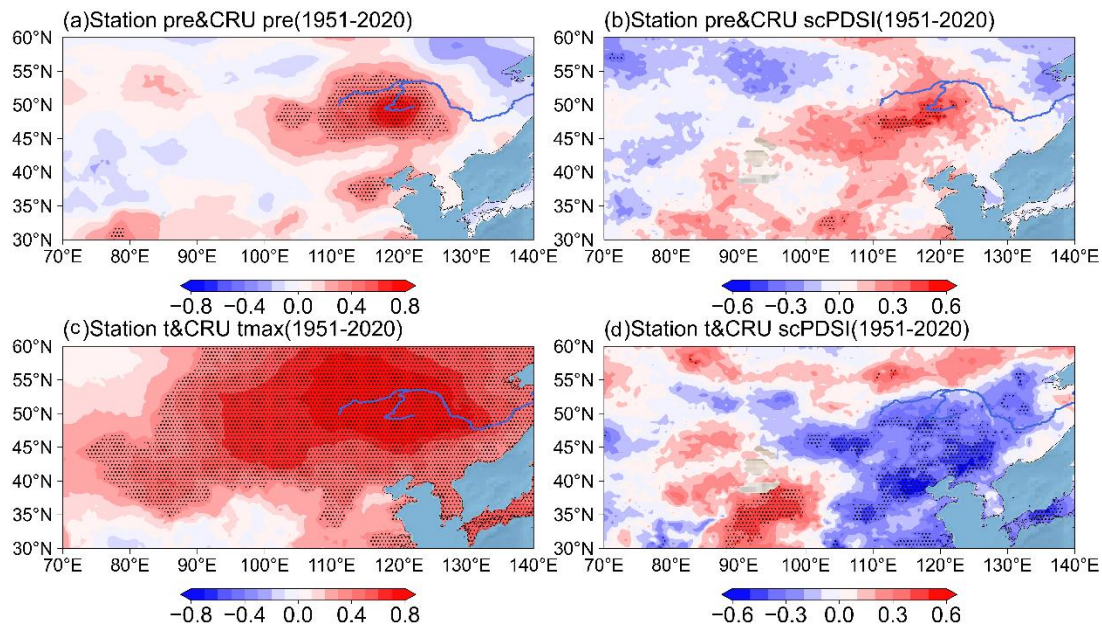 (a)Station pre&CRU pre(1951-2020)
(b)Station pre&CRU scPDSI(1951-2020)
60°N
55°N
50°N
45°N
40°N
35°N
30°N
70°E 80°E 90°E 100°E 110°E 120°E 130°E 140°E
60°N
55°N
50°N
45°N
40°N
35°N
30°N
70°E 80°E 90°E 100°E 110°E 120°E 130°E 140°E
−0.8 −0.4 0.0 0.4 0.8
−0.6 −0.3 0.0 0.3 0.6
(c)Station t&CRU tmax(1951-2020)
(d)Station t&CRU scPDSI(1951-2020)
60°N
55°N
50°N
45°N
40°N
35°N
30°N
70°E 80°E 90°E 100°E 110°E 120°E 130°E 140°E
60°N
55°N
50°N
45°N
40°N
35°N
30°N
70°E 80°E 90°E 100°E 110°E 120°E 130°E 140°E
−0.8 −0.4 0.0 0.4 0.8
−0.6 −0.3 0.0 0.3 0.6